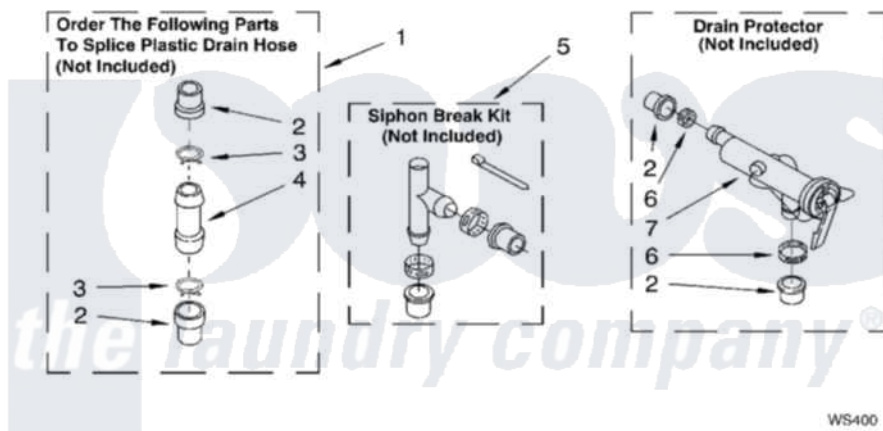 Order The Following Parts
To Splice Plastic Drain Hose
(Not Included)
1
2
3
4
3
2
5
Siphon Break Kit
(Not Included)
Drain Protector
(Not Included)
2
6
7
6
2
the laundry company®
WS400